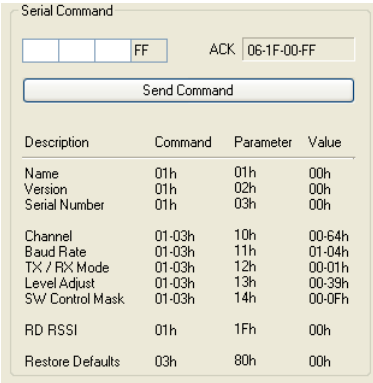 Serial Command
FF ACK 06-1F-00-FF
Send Command
Description Command Parameter Value
Name 01h 01h 00h
Version 01h 02h 00h
Serial Number 01h 03h 00h
Channel 01-03h 10h 00-64h
Baud Rate 01-03h 11h 01-04h
TX / RX Mode 01-03h 12h 00-01h
Level Adjust 01-03h 13h 00-39h
SW Control Mask 01-03h 14h 00-0Fh
RD RSSI 01h 1Fh 00h
Restore Defaults 03h 80h 00h